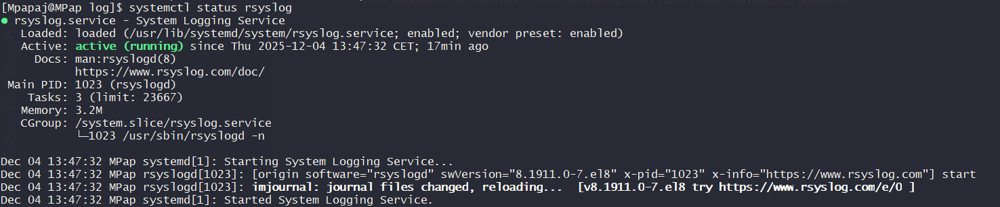 [Mpapaj@MPap log]$ systemctl status rsyslog
● rsyslog.service - System Logging Service
   Loaded: loaded (/usr/lib/systemd/system/rsyslog.service; enabled; vendor preset: enabled)
   Active: active (running) since Thu 2025-12-04 13:47:32 CET; 17min ago
     Docs: man:rsyslogd(8)
           https://www.rsyslog.com/doc/
 Main PID: 1023 (rsyslogd)
    Tasks: 3 (limit: 23667)
   Memory: 3.2M
   CGroup: /system.slice/rsyslog.service
           └─1023 /usr/sbin/rsyslogd -n
Dec 04 13:47:32 MPap systemd[1]: Starting System Logging Service...
Dec 04 13:47:32 MPap rsyslogd[1023]: [origin software="rsyslogd" swVersion="8.1911.0-7.el8" x-pid="1023" x-info="https://www.rsyslog.com"] start
Dec 04 13:47:32 MPap rsyslogd[1023]: imjournal: journal files changed, reloading...  [v8.1911.0-7.el8 try https://www.rsyslog.com/e/0 ]
Dec 04 13:47:32 MPap systemd[1]: Started System Logging Service.